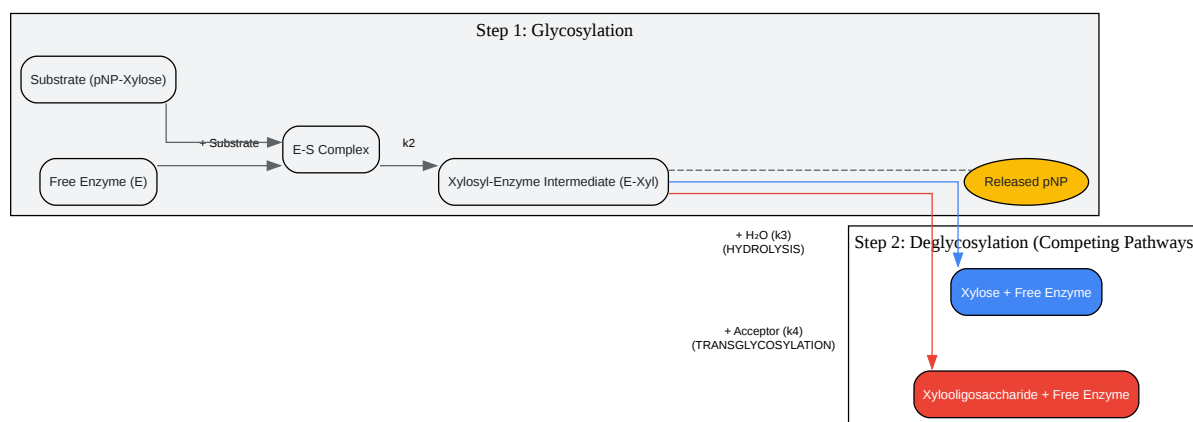 Step 1: Glycosylation
Substrate (pNP-Xylose)
+ Substrate
E-S Complex
k2
Free Enzyme (E)
Xylosyl-Enzyme Intermediate (E-Xyl)
Released pNP
+ H₂O (k3)
(HYDROLYSIS)
Step 2: Deglycosylation (Competing Pathways
Xylose + Free Enzyme
+ Acceptor (k4)
(TRANSGLYCOSYLATION)
Xylooligosaccharide + Free Enzyme